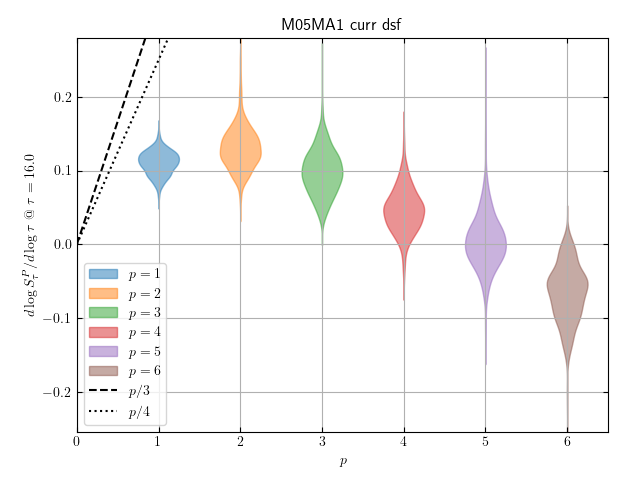 M05MA1 curr dsf
d log S_τ^P / d log τ @ τ = 16.0
0.2
0.1
0.0
−0.1
−0.2
p = 1
p = 2
p = 3
p = 4
p = 5
p = 6
p/3
p/4
0 1 2 3 4 5 6
p